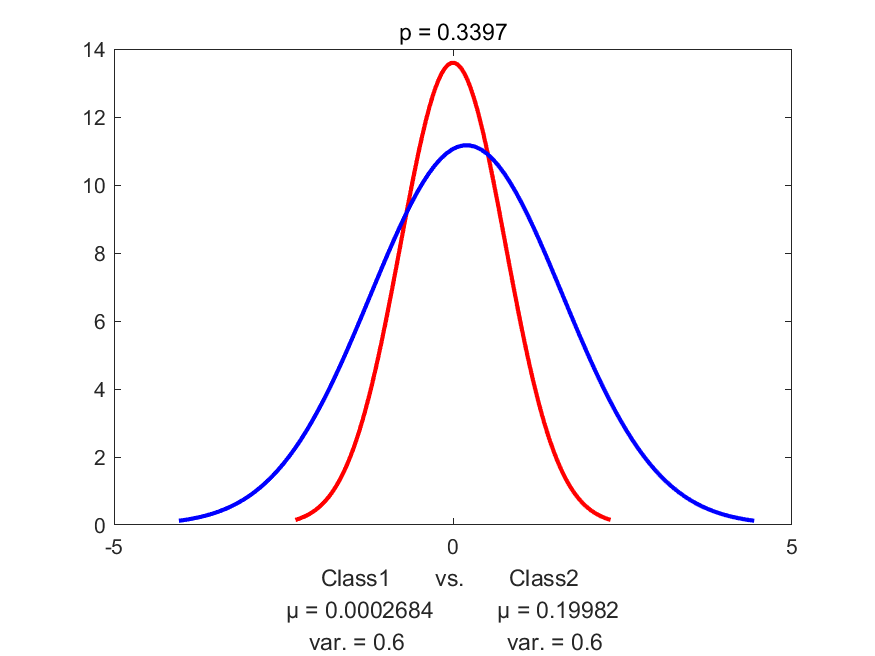 p = 0.3397
14
12
10
8
6
4
2
0
-5 0 5
Class1 vs. Class2
μ = 0.0002684 μ = 0.19982
var. = 0.6 var. = 0.6